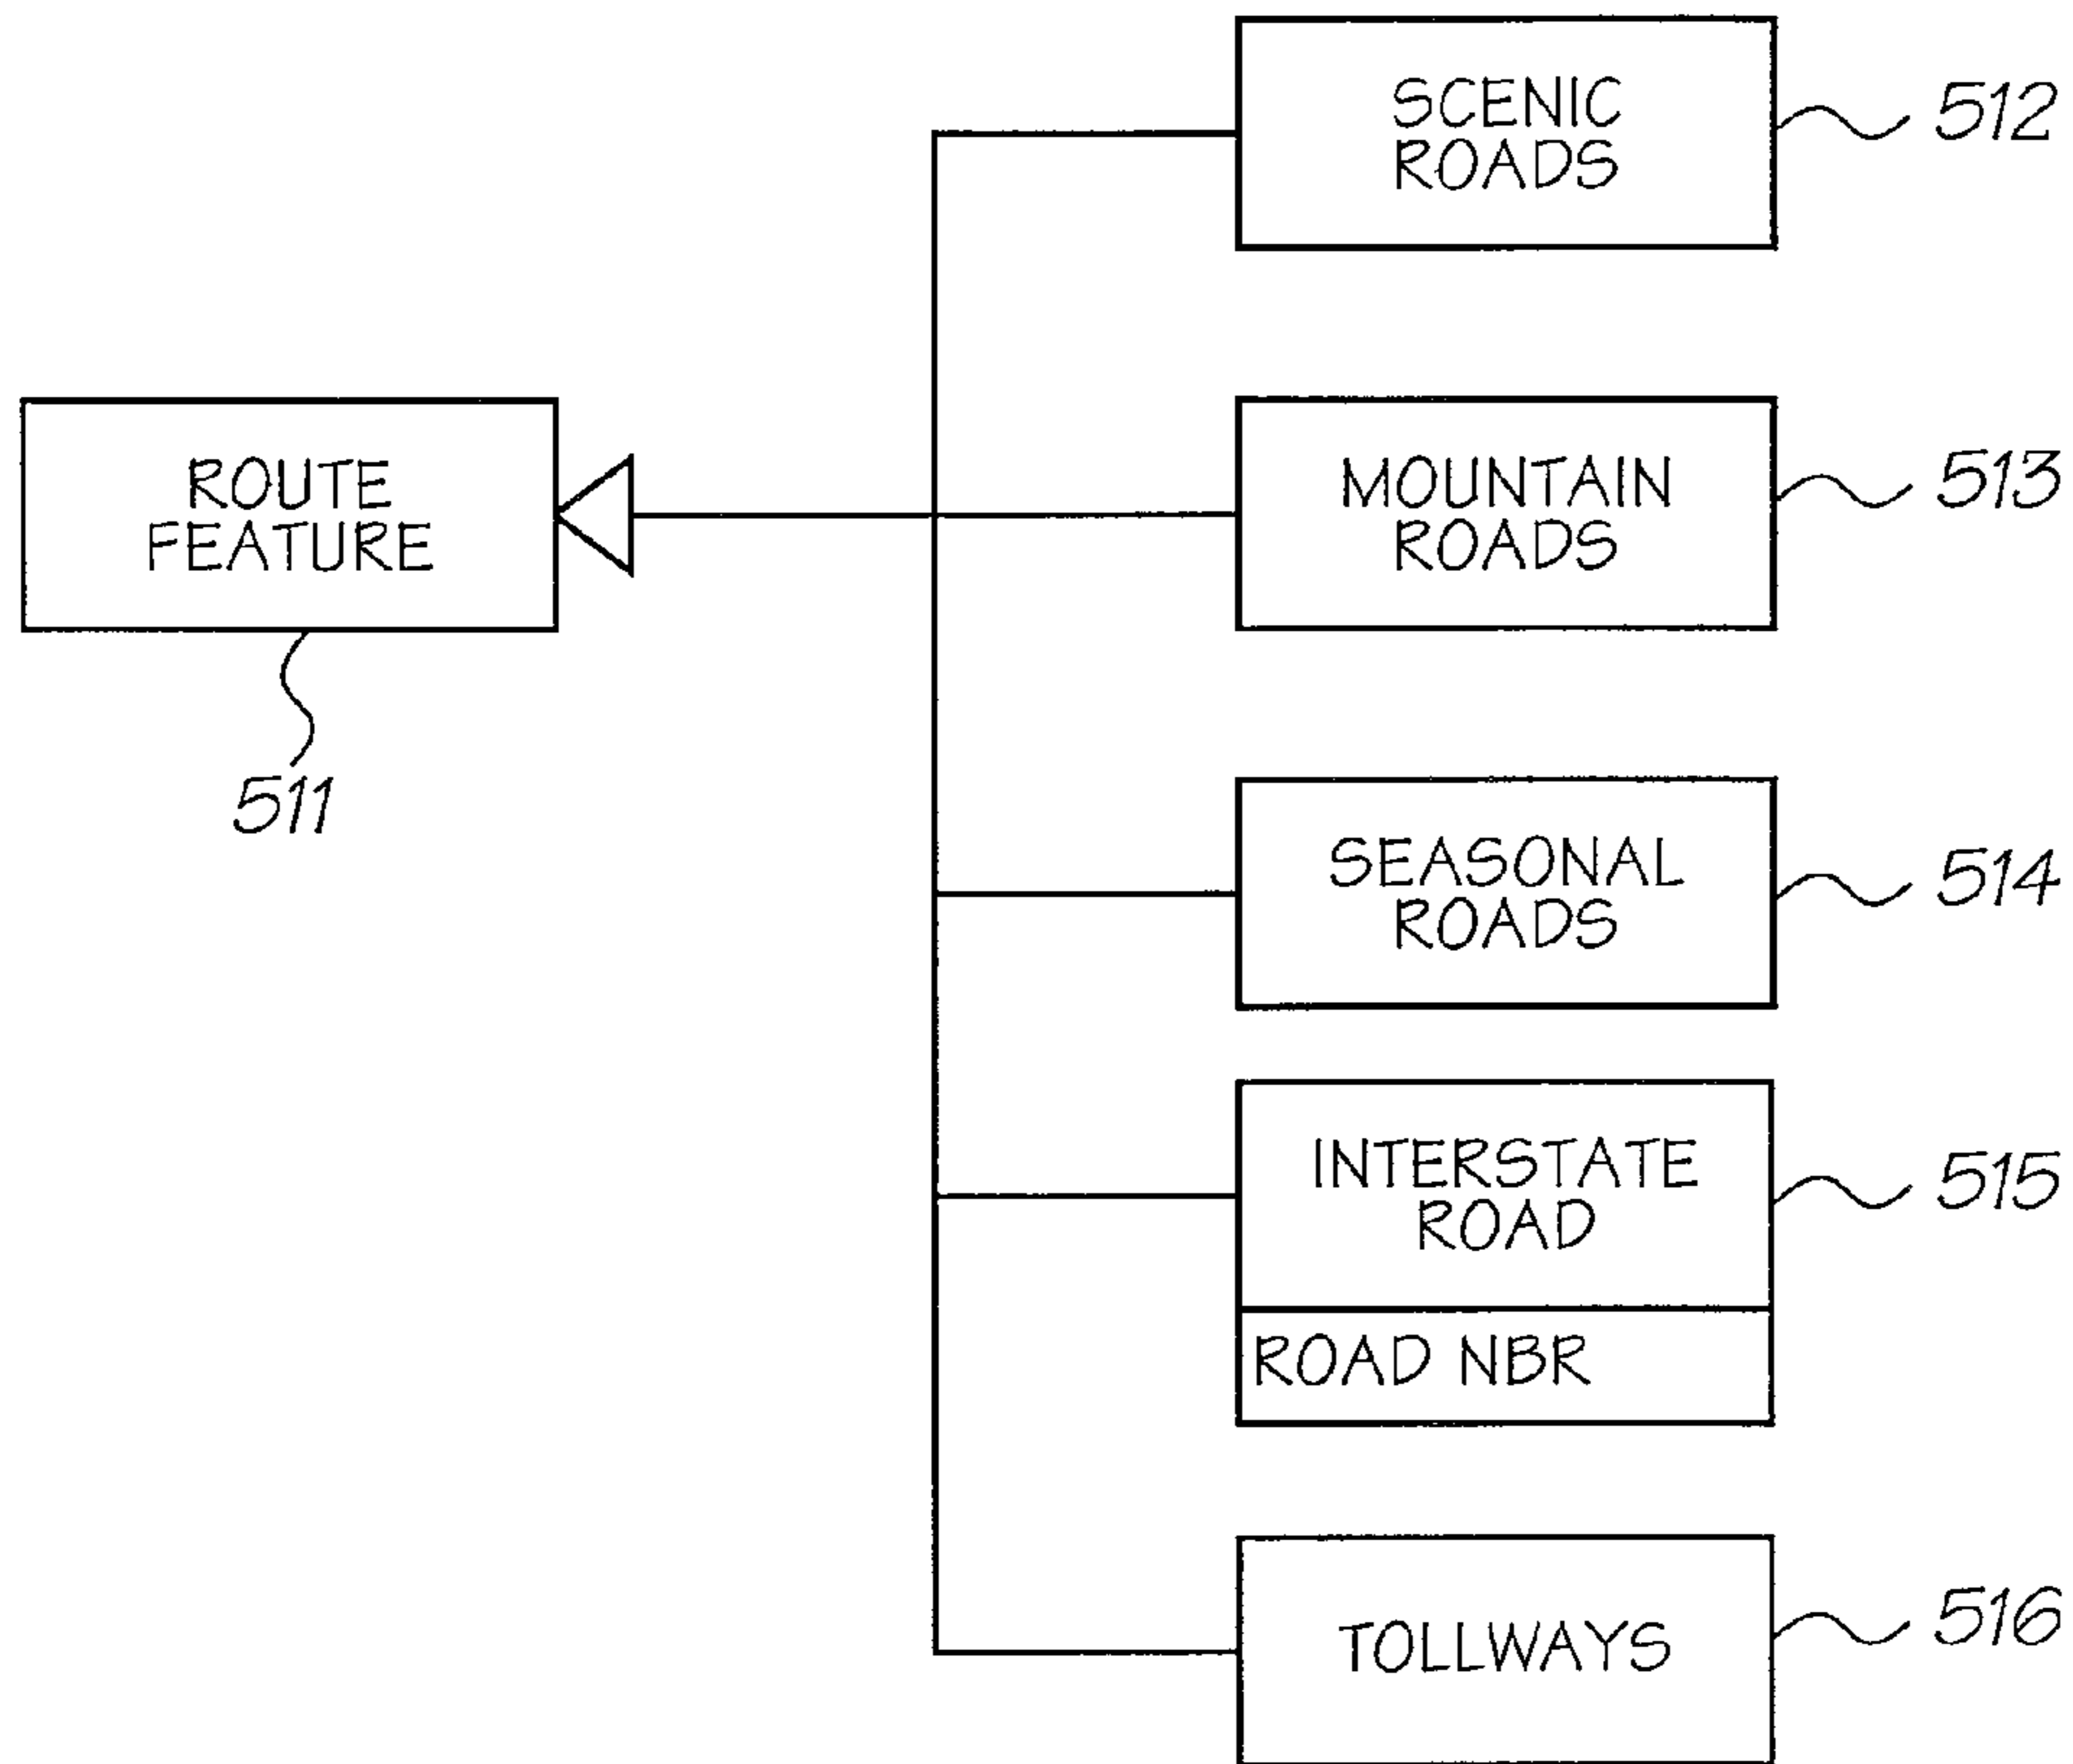 SCENIC
ROADS
512
ROUTE
FEATURE
511
MOUNTAIN
ROADS
513
SEASONAL
ROADS
514
INTERSTATE
ROAD
515
ROAD NBR
TOLLWAYS
516